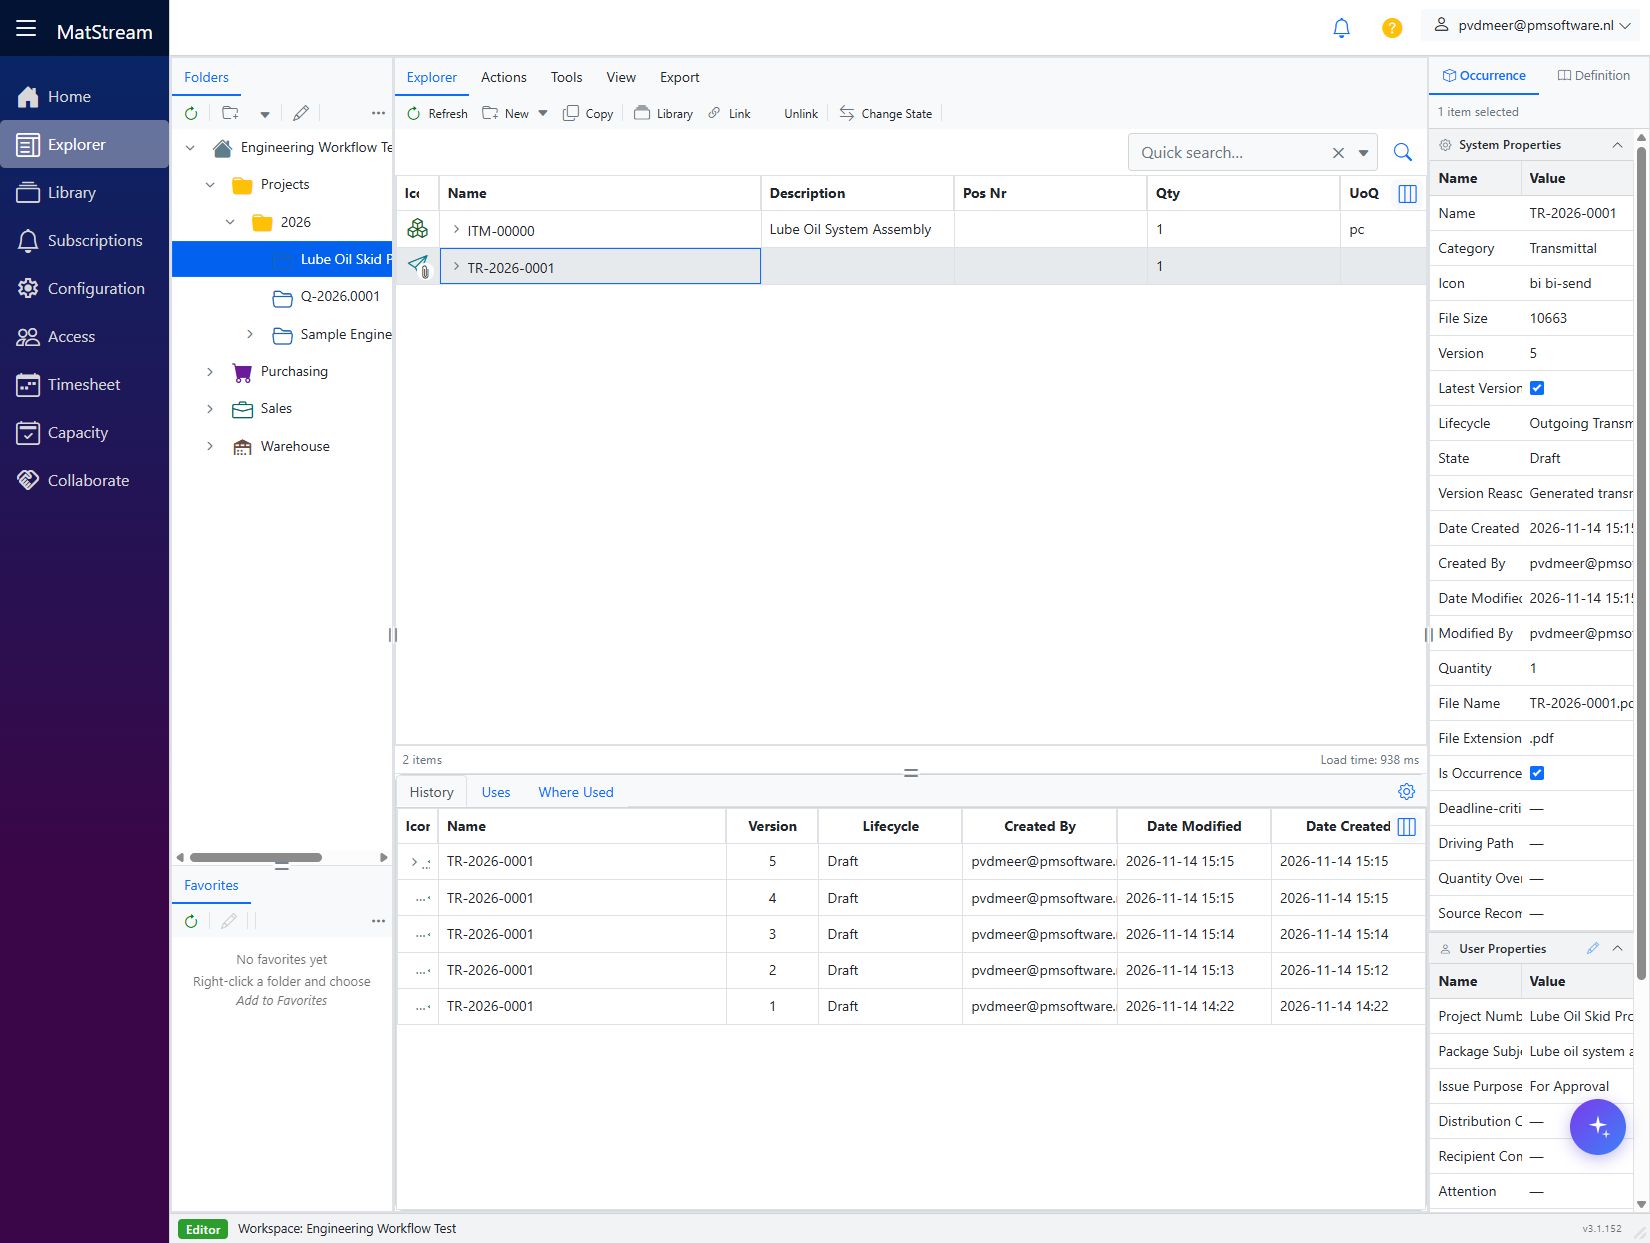 MatStream
pvdmeer@pmsoftware.nl
Home
Explorer
Library
Subscriptions
Configuration
Access
Timesheet
Capacity
Collaborate
Folders
Engineering Workflow Te
Projects
2026
Lube Oil Skid P
Q-2026.0001
Sample Engine
Purchasing
Sales
Warehouse
Favorites
No favorites yet
Right-click a folder and choose
Add to Favorites
Explorer Actions Tools View Export
Refresh New Copy Library Link Unlink Change State
Quick search...
Ic Name Description Pos Nr Qty UoQ
ITM-00000 Lube Oil System Assembly 1 pc
TR-2026-0001 1
2 items Load time: 938 ms
History Uses Where Used
Icor Name Version Lifecycle Created By Date Modified Date Created
TR-2026-0001 5 Draft pvdmeer@pmsoftware. 2026-11-14 15:15 2026-11-14 15:15
TR-2026-0001 4 Draft pvdmeer@pmsoftware. 2026-11-14 15:15 2026-11-14 15:15
TR-2026-0001 3 Draft pvdmeer@pmsoftware. 2026-11-14 15:14 2026-11-14 15:14
TR-2026-0001 2 Draft pvdmeer@pmsoftware. 2026-11-14 15:13 2026-11-14 15:12
TR-2026-0001 1 Draft pvdmeer@pmsoftware. 2026-11-14 14:22 2026-11-14 14:22
Occurrence Definition
1 item selected
System Properties
Name Value
Name TR-2026-0001
Category Transmittal
Icon bi bi-send
File Size 10663
Version 5
Latest Version
Lifecycle Outgoing Transm
State Draft
Version Reasc Generated transr
Date Created 2026-11-14 15:15
Created By pvdmeer@pmso
Date Modified 2026-11-14 15:15
Modified By pvdmeer@pmso
Quantity 1
File Name TR-2026-0001.pd
File Extension .pdf
Is Occurrence
Deadline-criti —
Driving Path —
Quantity Over —
Source Recom —
User Properties
Name Value
Project Numb Lube Oil Skid Pro
Package Subj Lube oil system a
Issue Purpose For Approval
Distribution C —
Recipient Com —
Attention —
Editor Workspace: Engineering Workflow Test v3.1.152